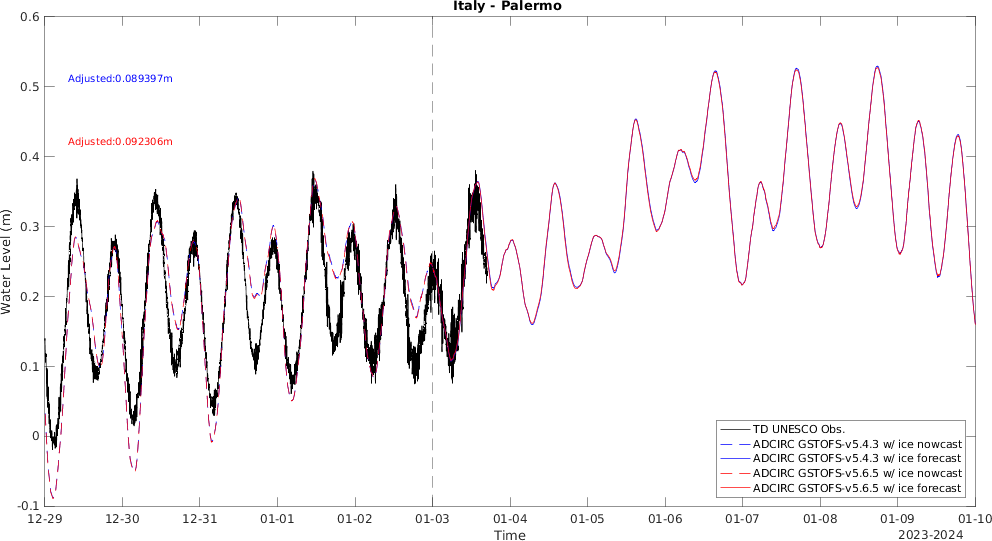 Italy - Palermo
0.6
0.5
0.4
0.3
0.2
0.1
0
-0.1
Water Level (m)
Adjusted:0.089397m
Adjusted:0.092306m
TD UNESCO Obs.
ADCIRC GSTOFS-v5.4.3 w/ ice nowcast
ADCIRC GSTOFS-v5.4.3 w/ ice forecast
ADCIRC GSTOFS-v5.6.5 w/ ice nowcast
ADCIRC GSTOFS-v5.6.5 w/ ice forecast
12-29 12-30 12-31 01-01 01-02 01-03 01-04 01-05 01-06 01-07 01-08 01-09 01-10
Time
2023-2024